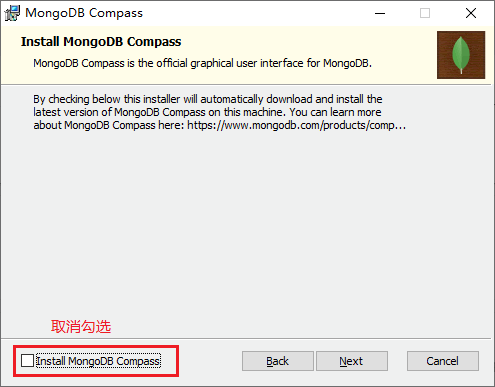 MongoDB Compass
Install MongoDB Compass
MongoDB Compass is the official graphical user interface for MongoDB.
By checking below this installer will automatically download and install the
latest version of MongoDB Compass on this machine. You can learn more
about MongoDB Compass here: https://www.mongodb.com/products/comp...
取消勾选
Install MongoDB Compass
Back
Next
Cancel